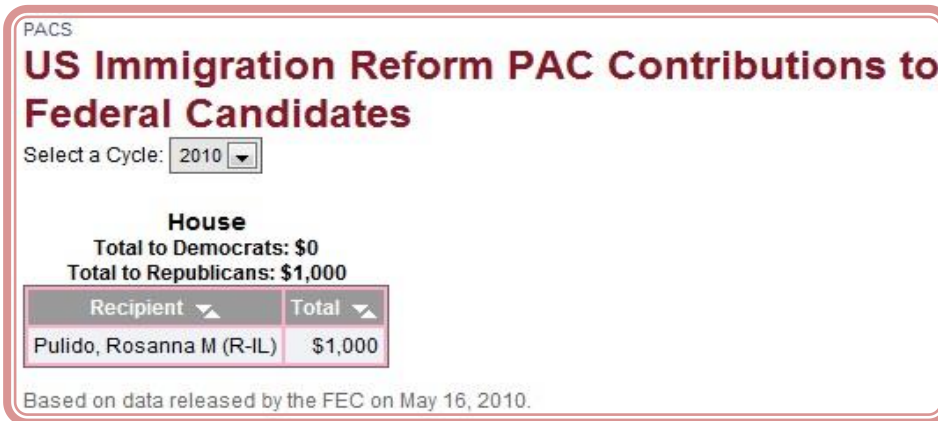 PACS
US Immigration Reform PAC Contributions to
Federal Candidates
Select a Cycle: 2010
House
Total to Democrats: $0
Total to Republicans: $1,000
Recipient Total
Pulido, Rosanna M (R-IL) $1,000
Based on data released by the FEC on May 16, 2010.